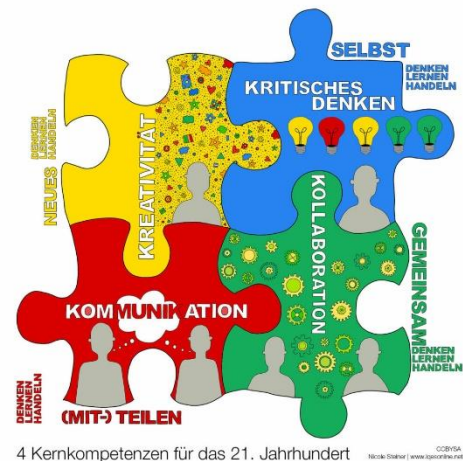 SELBST
DENKEN
LERNEN
HANDELN
KRITISCHES
DENKEN
NEUES
DENKEN
LERNEN
HANDELN
KREATIVITÄT
KOLLABORATION
GEMEINSAM
DENKEN
LERNEN
HANDELN
KOMMUNIKATION
DENKEN
LERNEN
HANDELN
(MIT-) TEILEN
4 Kernkompetenzen für das 21. Jahrhundert
CCBYSA
Nicole Steiner | www.iqesonline.net